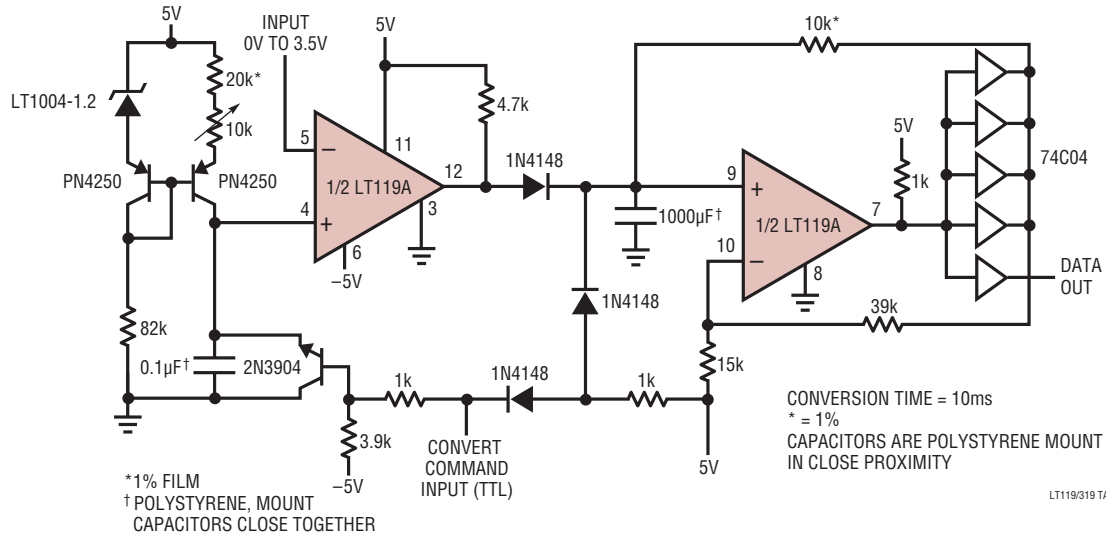 5V
INPUT
0V TO 3.5V
5V
10k*
20k*
LT1004-1.2
10k
4.7k
5
11
−
PN4250
PN4250
1/2 LT119A
12
1N4148
4
3
+
6
−5V
1000µF†
9
+
5V
1k
74C04
1/2 LT119A
7
10
−
8
1N4148
DATA
OUT
39k
82k
0.1µF†
2N3904
1k
1N4148
1k
15k
3.9k
−5V
CONVERT
COMMAND
INPUT (TTL)
5V
CONVERSION TIME = 10ms
* = 1%
CAPACITORS ARE POLYSTYRENE MOUNT
IN CLOSE PROXIMITY
*1% FILM
† POLYSTYRENE, MOUNT
CAPACITORS CLOSE TOGETHER
LT119/319 TA